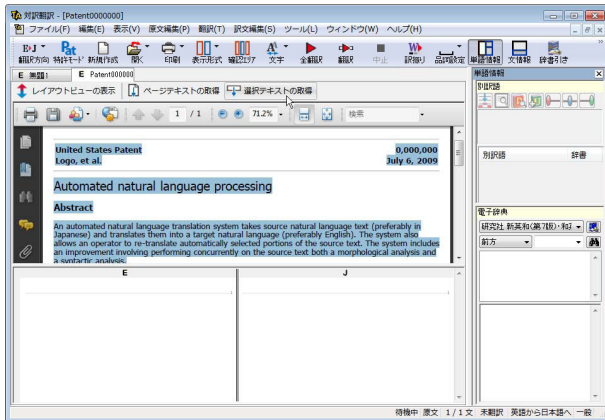 対訳翻訳 - [Patent0000000]
ファイル(F) 編集(E) 表示(V) 原文編集(P) 翻訳(T) 訳文編集(S) ツール(L) ウィンドウ(W) ヘルプ(H)
翻訳方向 特許モード 新規作成 開く 印刷 表示形式 確認エリア 文字 全翻訳 翻訳 中止 訳振り 品詞設定 単語情報 文情報 辞書引き
E 無題1 E Patent0000000
レイアウトビューの表示 ページテキストの取得 選択テキストの取得
1 / 1 71.2% 検索
United States Patent 0,000,000
Logo, et al. July 6, 2009
Automated natural language processing
Abstract
An automated natural language translation system takes source natural language text (preferably in
Japanese) and translates them into a target natural language (preferably English). The system also
allows an operator to re-translate automatically selected portions of the source text. The system includes
an improvement involving performing concurrently on the source text both a morphological analysis and
a syntactic analysis.
E J
単語情報
別訳語
別訳語 辞書
電子辞典
研究社 新英和(第7版)・和
前方
待機中 原文 1 / 1 文 未翻訳 英語から日本語へ 一般